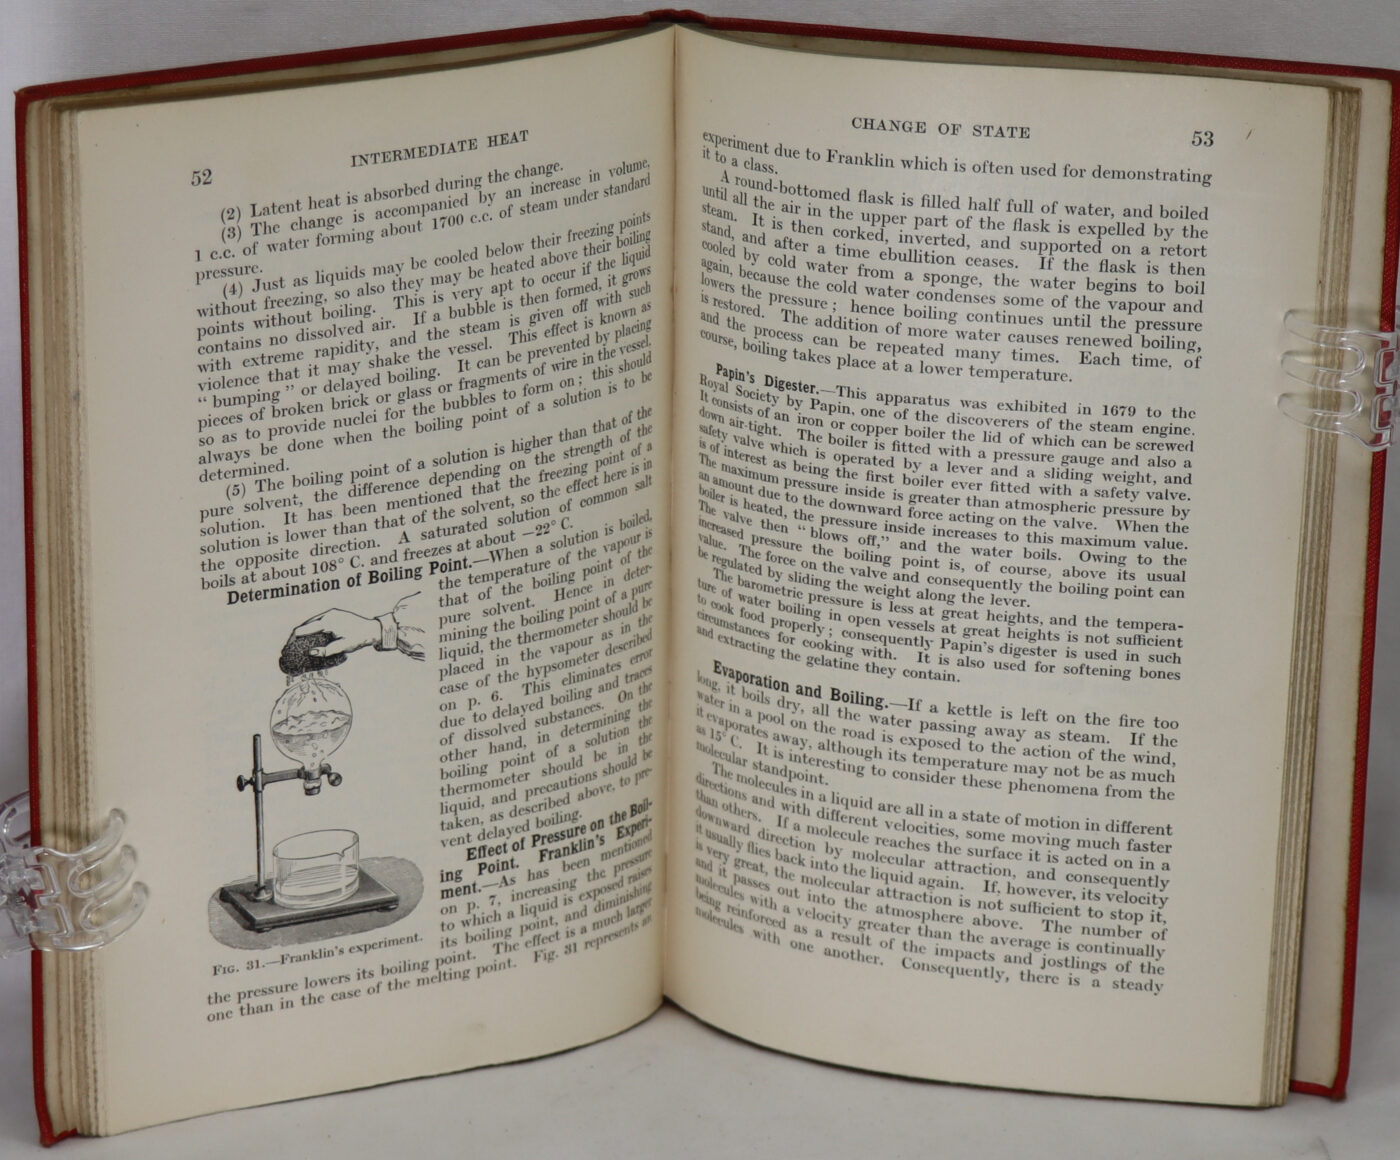 52
INTERMEDIATE HEAT
(2) Latent heat is absorbed during the change.
(3) The change is accompanied by an increase in volume,
1 c.c. of water forming about 1700 c.c. of steam under standard
pressure.
(4) Just as liquids may be cooled below their freezing points
without freezing, so also they may be heated above their boiling
points without boiling. This is very apt to occur if the liquid
contains no dissolved air. If a bubble is then formed, it grows
with extreme rapidity, and the steam is given off with such
violence that it may shake the vessel. This effect is known as
“ bumping ” or delayed boiling. It can be prevented by placing
pieces of broken brick or glass or fragments of wire in the vessel,
so as to provide nuclei for the bubbles to form on ; this should
always be done when the boiling point of a solution is to be
determined.
(5) The boiling point of a solution is higher than that of the
pure solvent, the difference depending on the strength of the
solution. It has been mentioned that the freezing point of a
solution is lower than that of the solvent, so the effect here is in
the opposite direction. A saturated solution of common salt
boils at about 108° C. and freezes at about −22° C.
Determination of Boiling Point.—When a solution is boiled,
the temperature of the vapour is
that of the boiling point of the
pure solvent. Hence in deter-
mining the boiling point of a pure
liquid, the thermometer should be
placed in the vapour as in the
case of the hypsometer described
on p. 6. This eliminates error
due to delayed boiling and traces
of dissolved substances. On the
other hand, in determining the
boiling point of a solution the
thermometer should be in the
liquid, and precautions should be
taken, as described above, to pre-
vent delayed boiling.
Effect of Pressure on the Boil-
ing Point. Franklin's Experi-
ment.—As has been mentioned
on p. 7, increasing the pressure
to which a liquid is exposed raises
its boiling point, and diminishing
FIG. 31.—Franklin's experiment.
the pressure lowers its boiling point. The effect is a much larger
one than in the case of the melting point. Fig. 31 represents an
CHANGE OF STATE
53
experiment due to Franklin which is often used for demonstrating
it to a class.
A round-bottomed flask is filled half full of water, and boiled
until all the air in the upper part of the flask is expelled by the
steam. It is then corked, inverted, and supported on a retort
stand, and after a time ebullition ceases. If the flask is then
cooled by cold water from a sponge, the water begins to boil
again, because the cold water condenses some of the vapour and
lowers the pressure ; hence boiling continues until the pressure
is restored. The addition of more water causes renewed boiling,
and the process can be repeated many times. Each time, of
course, boiling takes place at a lower temperature.
Papin's Digester.—This apparatus was exhibited in 1679 to the
Royal Society by Papin, one of the discoverers of the steam engine.
It consists of an iron or copper boiler the lid of which can be screwed
down air-tight. The boiler is fitted with a pressure gauge and also a
safety valve which is operated by a lever and a sliding weight, and
is of interest as being the first boiler ever fitted with a safety valve.
The maximum pressure inside is greater than atmospheric pressure by
an amount due to the downward force acting on the valve. When the
boiler is heated, the pressure inside increases to this maximum value.
The valve then “ blows off,” and the water boils. Owing to the
increased pressure the boiling point is, of course, above its usual
value. The force on the valve and consequently the boiling point can
be regulated by sliding the weight along the lever.
The barometric pressure is less at great heights, and the tempera-
ture of water boiling in open vessels at great heights is not sufficient
to cook food properly ; consequently Papin's digester is used in such
circumstances for cooking with. It is also used for softening bones
and extracting the gelatine they contain.
Evaporation and Boiling.—If a kettle is left on the fire too
long, it boils dry, all the water passing away as steam. If the
water in a pool on the road is exposed to the action of the wind,
it evaporates away, although its temperature may not be as much
as 15° C. It is interesting to consider these phenomena from the
molecular standpoint.
The molecules in a liquid are all in a state of motion in different
directions and with different velocities, some moving much faster
than others. If a molecule reaches the surface it is acted on in a
downward direction by molecular attraction, and consequently
it usually flies back into the liquid again. If, however, its velocity
is very great, the molecular attraction is not sufficient to stop it,
and it passes out into the atmosphere above. The number of
molecules with a velocity greater than the average is continually
being reinforced as a result of the impacts and jostlings of the
molecules with one another. Consequently, there is a steady